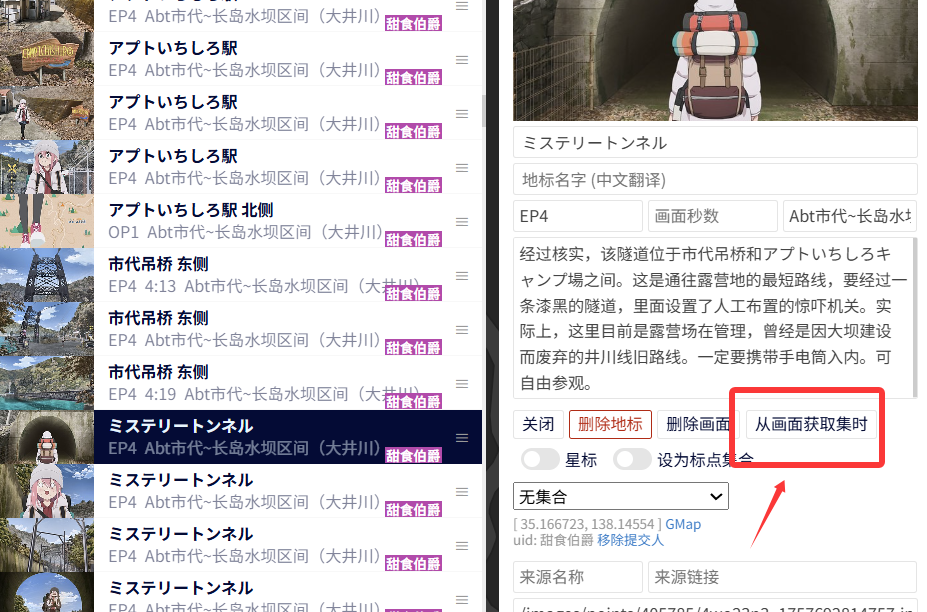 EP4 Abt市代~长岛水坝区间（大井川）
甜食伯爵
アプトいちしろ駅
EP4 Abt市代~长岛水坝区间（大井川）
甜食伯爵
アプトいちしろ駅
EP4 Abt市代~长岛水坝区间（大井川）
甜食伯爵
アプトいちしろ駅
EP4 Abt市代~长岛水坝区间（大井川）
甜食伯爵
アプトいちしろ駅 北側
OP1 Abt市代~长岛水坝区间（大井川）
甜食伯爵
市代吊桥 东侧
EP4 4:13 Abt市代~长岛水坝区间（大井川）
甜食伯爵
市代吊桥 东侧
EP4 Abt市代~长岛水坝区间（大井川）
甜食伯爵
市代吊桥 东侧
EP4 4:19 Abt市代~长岛水坝区间（大井川）
甜食伯爵
ミステリートンネル
EP4 Abt市代~长岛水坝区间（大井川）
甜食伯爵
ミステリートンネル
EP4 Abt市代~长岛水坝区间（大井川）
甜食伯爵
ミステリートンネル
EP4 Abt市代~长岛水坝区间（大井川）
甜食伯爵
ミステリートンネル
EP4 Abt市代~长岛水坝区间（大井川）
ミステリートンネル
地标名字 (中文翻译)
EP4 画面秒数 Abt市代~长岛水
经过核实，该隧道位于市代吊桥和アプトいちしろキ
ャンプ場之间。这是通往露营地的最短路线，要经过一
条漆黑的隧道，里面设置了人工布置的惊吓机关。实
际上，这里目前是露营场在管理，曾经是因大坝建设
而废弃的井川线旧路线。一定要携带手电筒入内。可
自由参观。
关闭 删除地标 删除画面 从画面获取集时
星标 设为标点集合
无集合
[ 35.166723, 138.14554 ] GMap
uid: 甜食伯爵 移除提交人
来源名称 来源链接